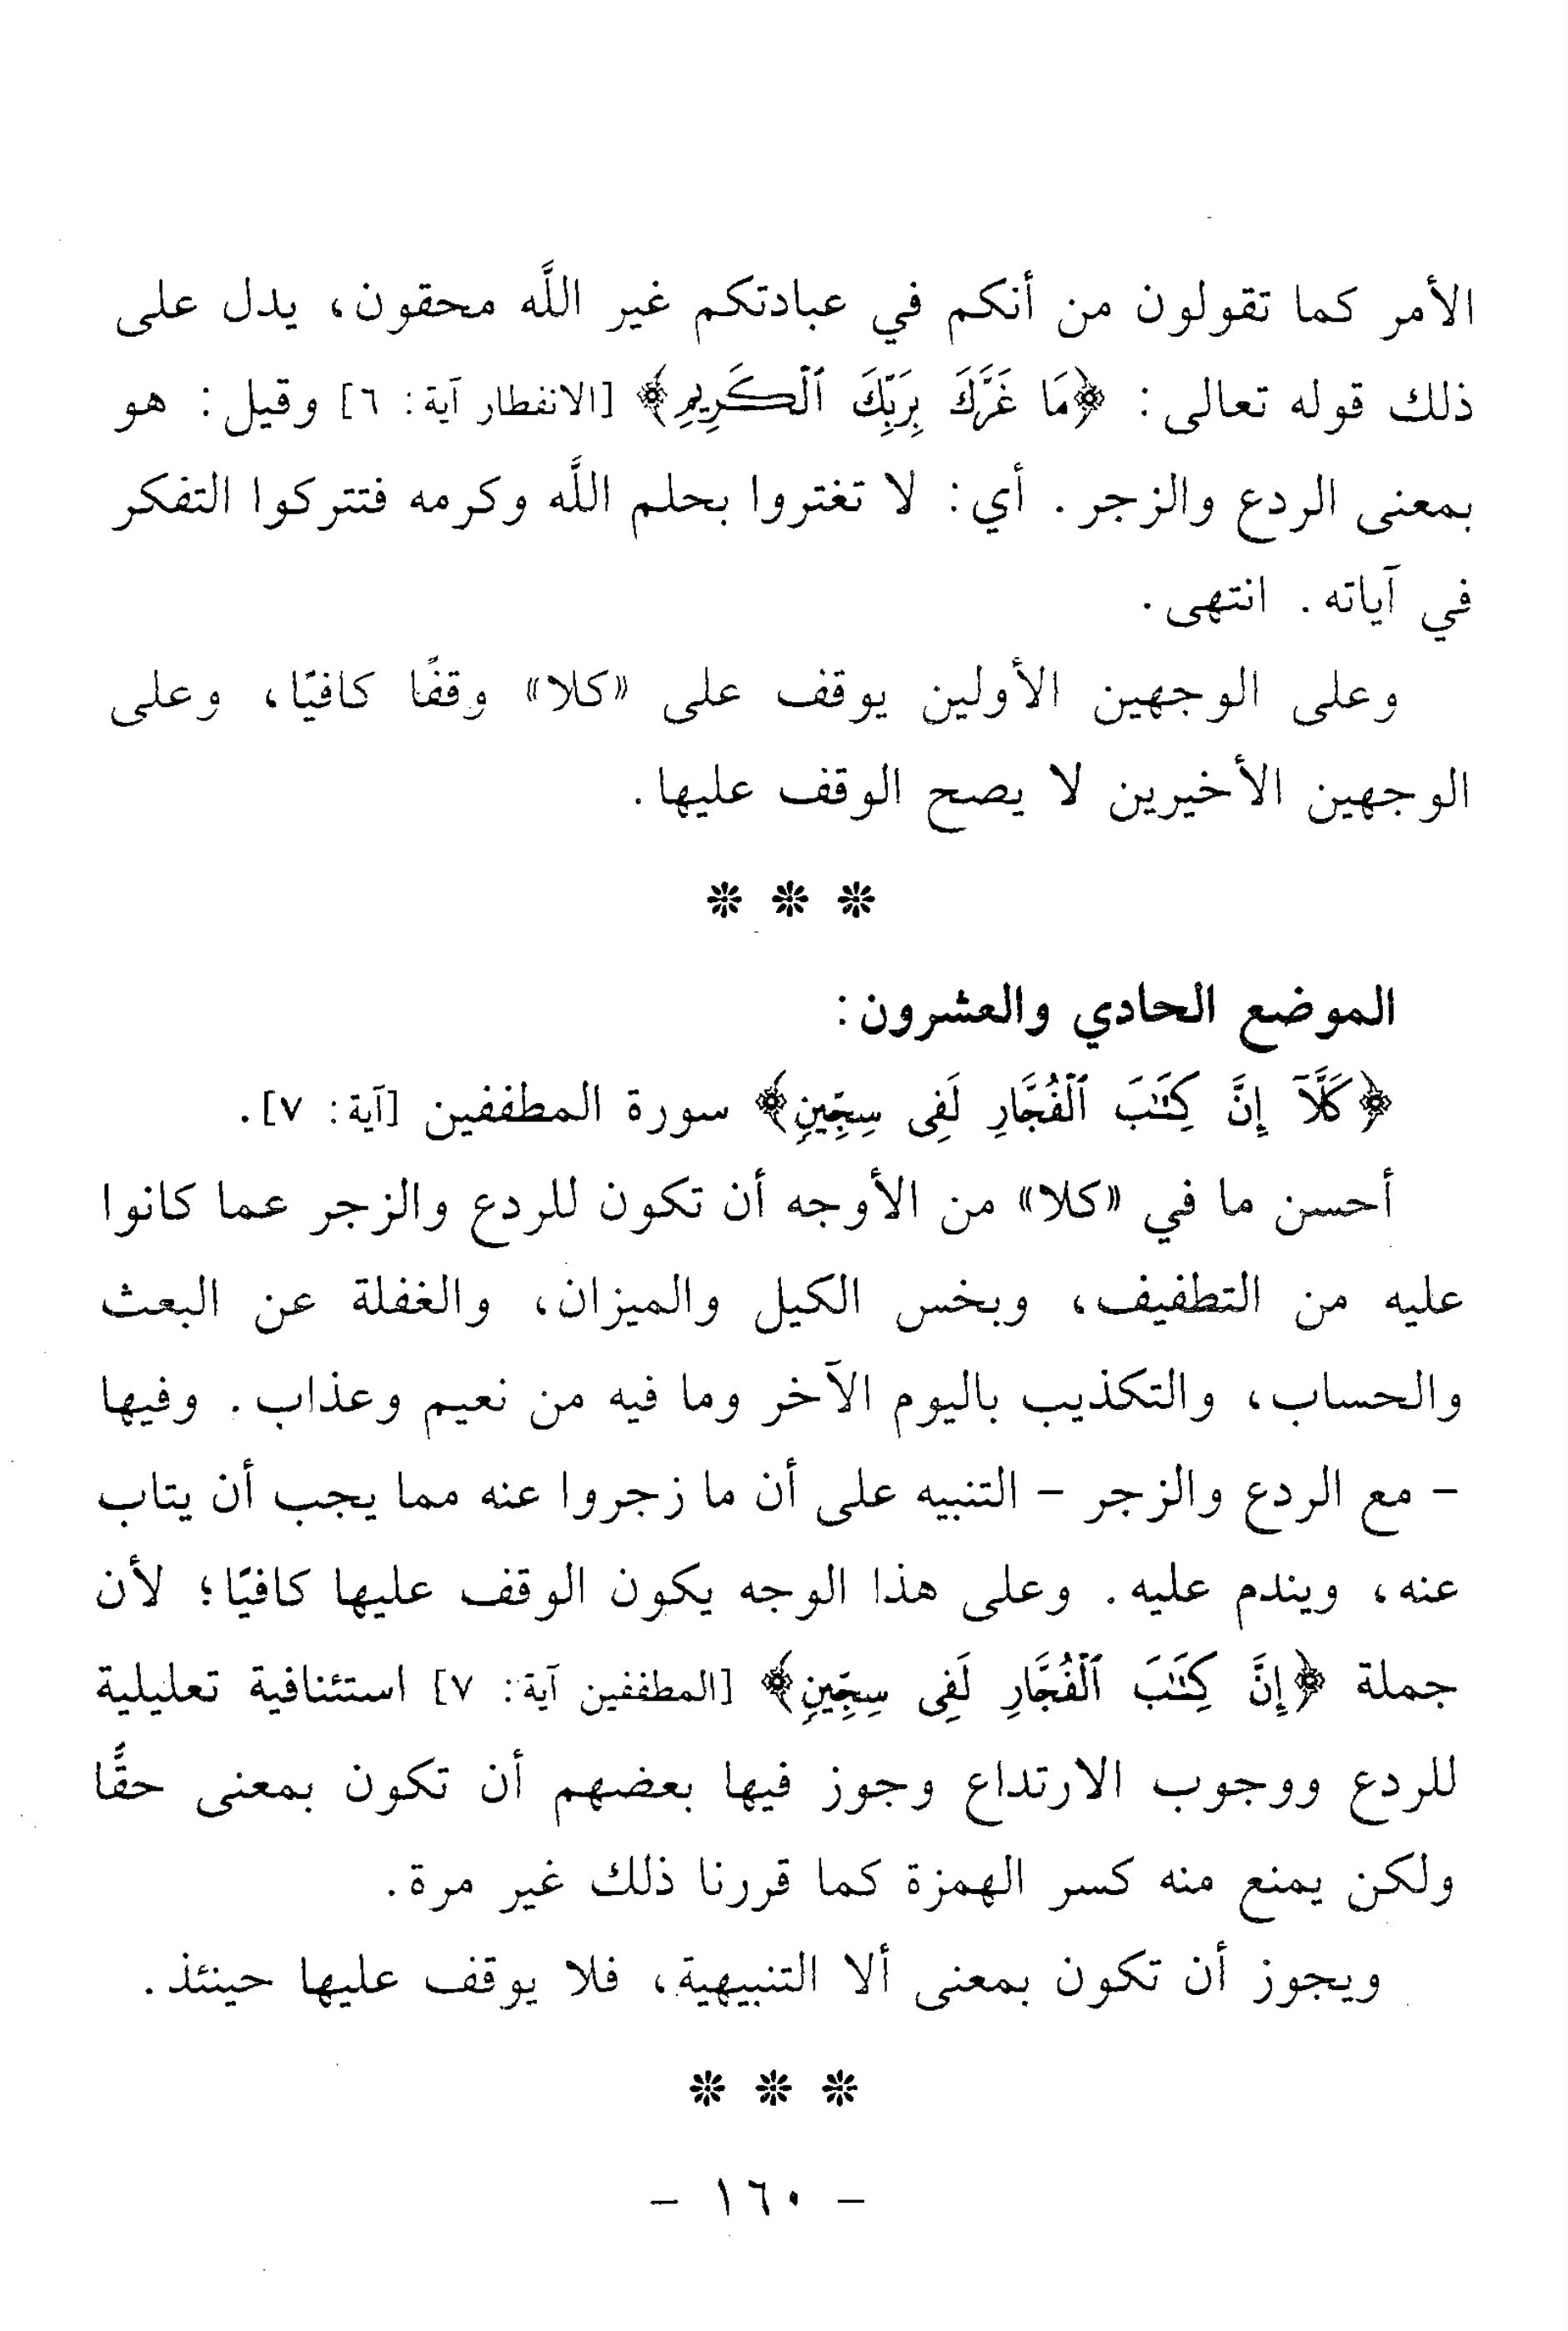 الأمر كما تقولون من أنكم في عبادتكم غير اللَّه محقون، يدل على
ذلك قوله تعالى: ﴿مَا غَرَّكَ بِرَبِّكَ ٱلْكَرِيمِ﴾ [الانفطار آية: ٦] وقيل: هو
بمعنى الردع والزجر. أي: لا تغتروا بحلم اللَّه وكرمه فتتركوا التفكر
في آياته. انتهى.
وعلى الوجهين الأولين يوقف على «كلا» وقفًا كافيًا، وعلى
الوجهين الأخيرين لا يصح الوقف عليها.
* * *
الموضع الحادي والعشرون:
﴿كَلَّآ إِنَّ كِتَٰبَ ٱلْفُجَّارِ لَفِى سِجِّينٍ﴾ سورة المطففين [آية: ٧].
أحسن ما في «كلا» من الأوجه أن تكون للردع والزجر عما كانوا
عليه من التطفيف، وبخس الكيل والميزان، والغفلة عن البعث
والحساب، والتكذيب باليوم الآخر وما فيه من نعيم وعذاب. وفيها
- مع الردع والزجر - التنبيه على أن ما زجروا عنه مما يجب أن يتاب
عنه، ويندم عليه. وعلى هذا الوجه يكون الوقف عليها كافيًا؛ لأن
جملة ﴿إِنَّ كِتَٰبَ ٱلْفُجَّارِ لَفِى سِجِّينٍ﴾ [المطففين آية: ٧] استئنافية تعليلية
للردع ووجوب الارتداع وجوز فيها بعضهم أن تكون بمعنى حقًّا
ولكن يمنع منه كسر الهمزة كما قررنا ذلك غير مرة.
ويجوز أن تكون بمعنى ألا التنبيهية، فلا يوقف عليها حينئذ.
* * *
- ١٦٠ -